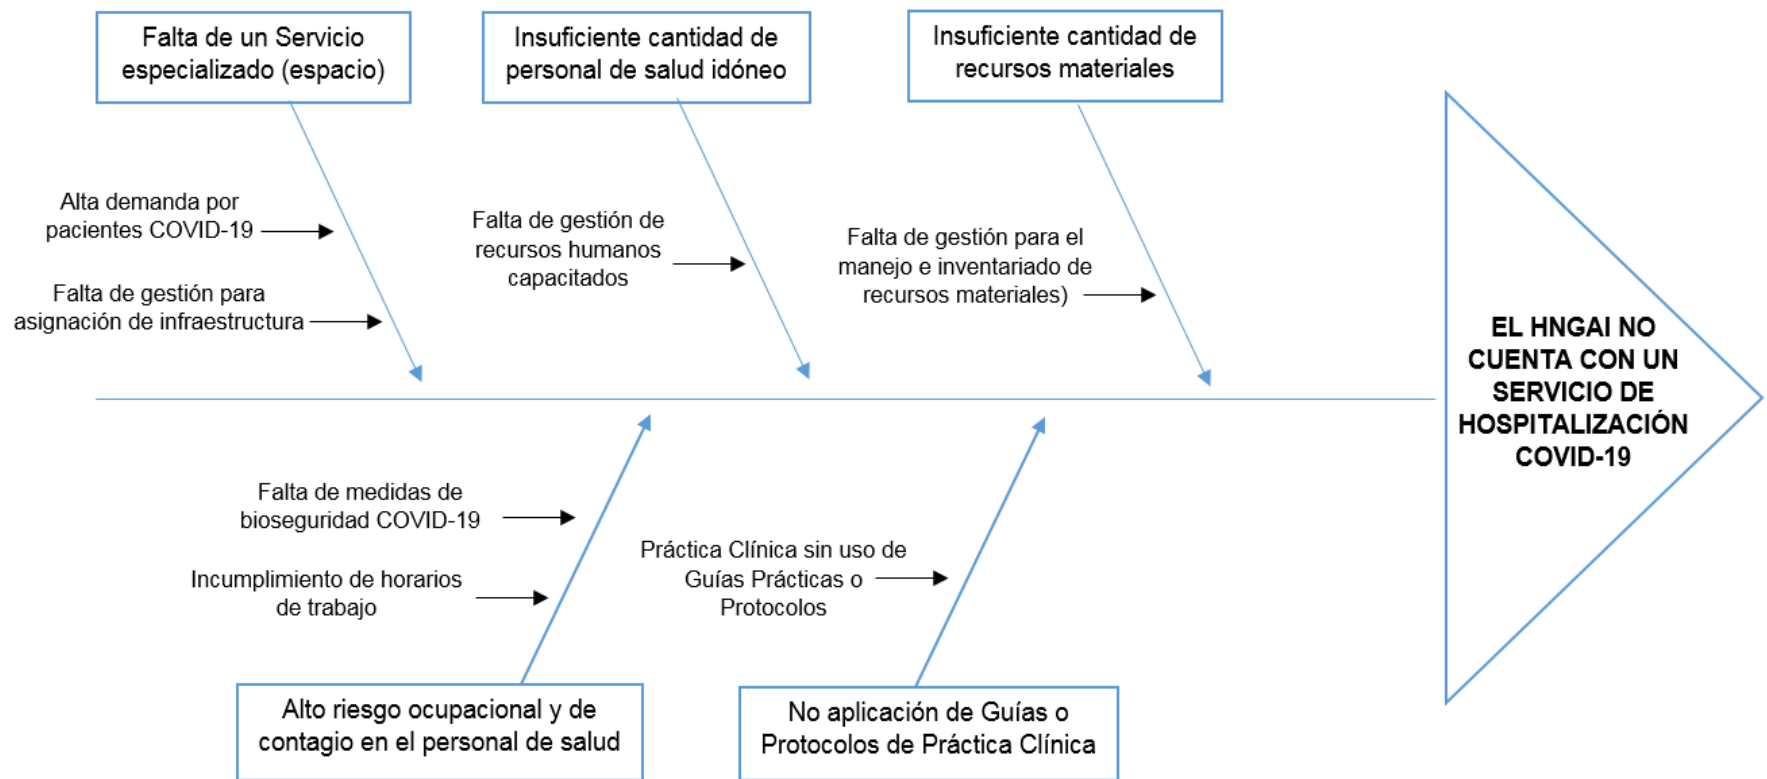 Falta de un Servicio
especializado (espacio)
Insuficiente cantidad de
personal de salud idóneo
Insuficiente cantidad de
recursos materiales
Alta demanda por
pacientes COVID-19
Falta de gestión para
asignación de infraestructura
Falta de gestión de
recursos humanos
capacitados
Falta de gestión para el
manejo e inventariado de
recursos materiales)
EL HNGAI NO
CUENTA CON UN
SERVICIO DE
HOSPITALIZACIÓN
COVID-19
Falta de medidas de
bioseguridad COVID-19
Incumplimiento de horarios
de trabajo
Práctica Clínica sin uso de
Guías Prácticas o
Protocolos
Alto riesgo ocupacional y de
contagio en el personal de salud
No aplicación de Guías o
Protocolos de Práctica Clínica